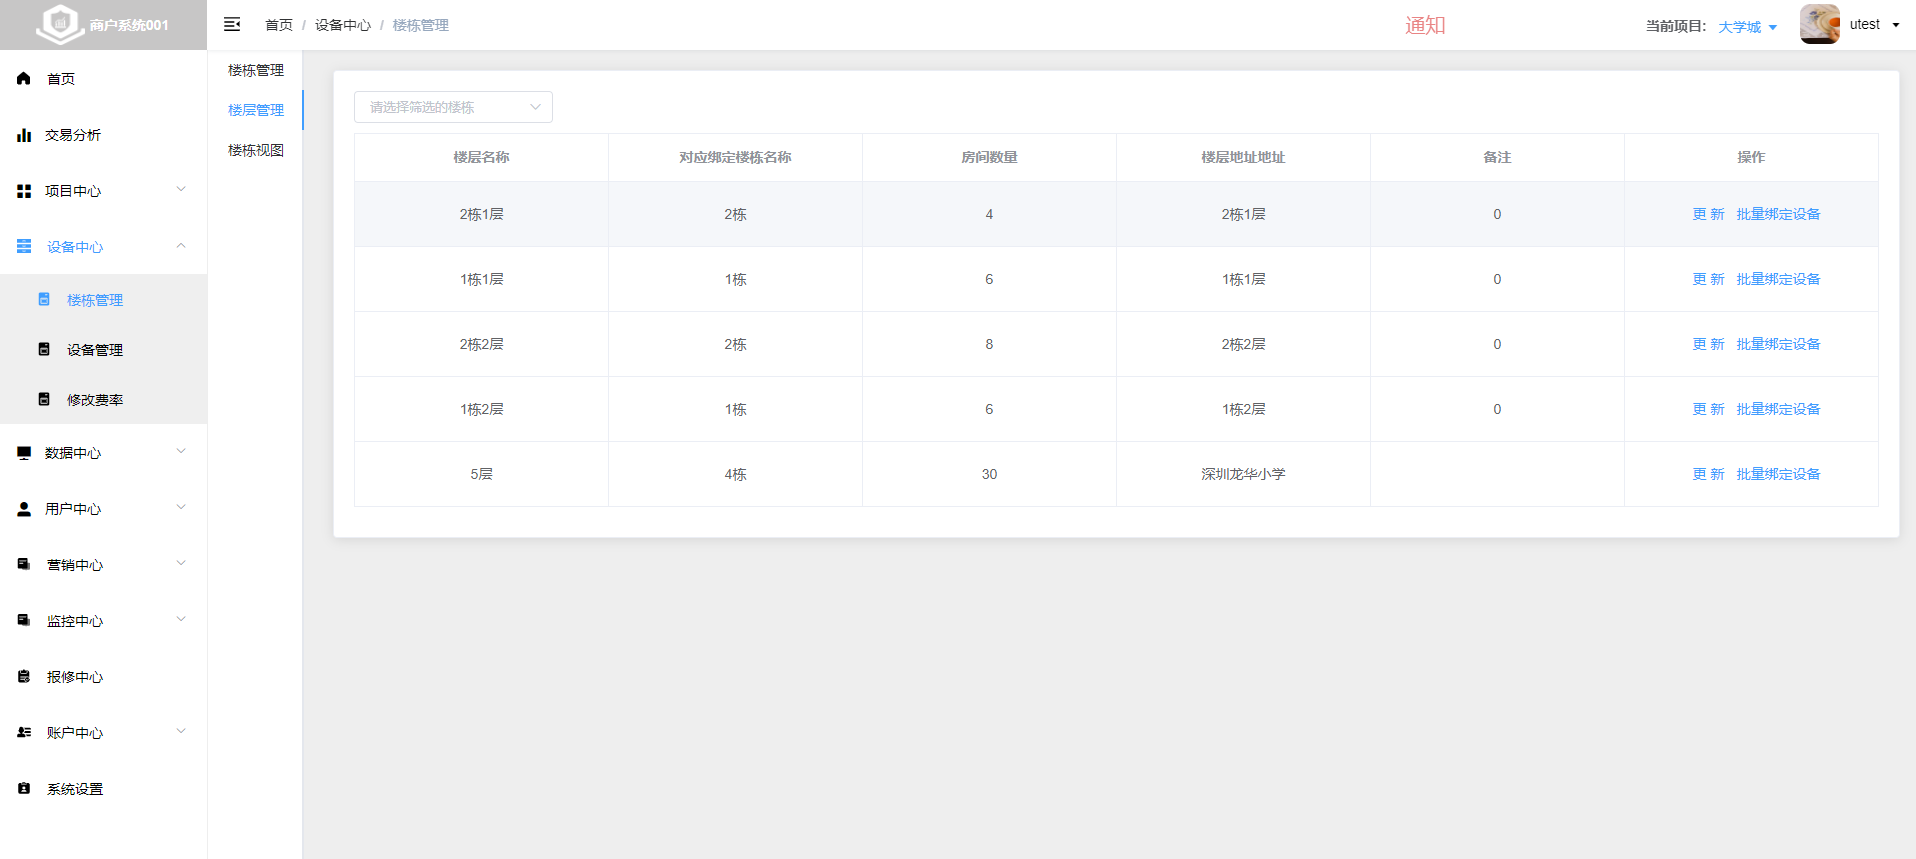 商户系统001
首页 / 设备中心 / 楼栋管理
通知
当前项目: 大学城
utest
首页
交易分析
项目中心
设备中心
楼栋管理
设备管理
修改费率
数据中心
用户中心
营销中心
监控中心
报修中心
账户中心
系统设置
楼栋管理
楼层管理
楼栋视图
请选择筛选的楼栋
楼层名称 对应绑定楼栋名称 房间数量 楼层地址地址 备注 操作
2栋1层 2栋 4 2栋1层 0 更 新 批量绑定设备
1栋1层 1栋 6 1栋1层 0 更 新 批量绑定设备
2栋2层 2栋 8 2栋2层 0 更 新 批量绑定设备
1栋2层 1栋 6 1栋2层 0 更 新 批量绑定设备
5层 4栋 30 深圳龙华小学 更 新 批量绑定设备